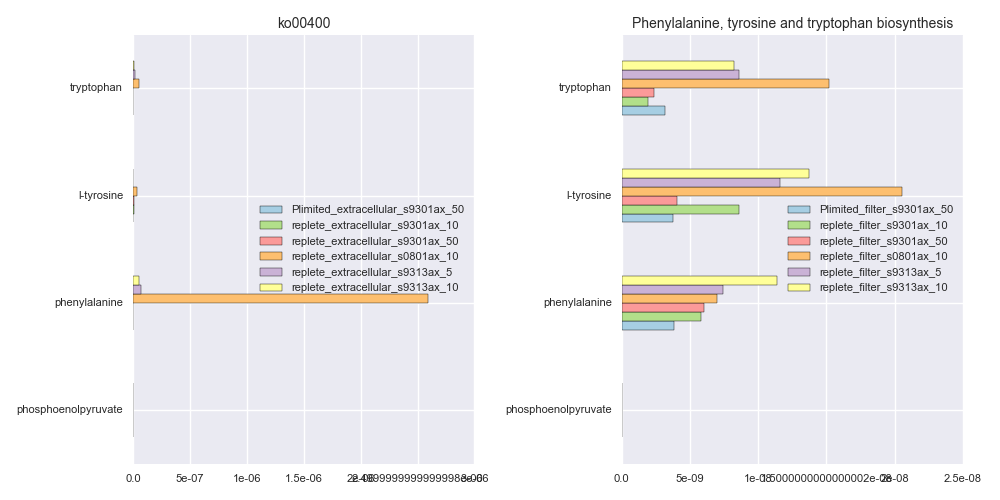 ko00400
tryptophan
l-tyrosine
phenylalanine
phosphoenolpyruvate
Plimited_extracellular_s9301ax_50
replete_extracellular_s9301ax_10
replete_extracellular_s9301ax_50
replete_extracellular_s0801ax_10
replete_extracellular_s9313ax_5
replete_extracellular_s9313ax_10
0.0 5e-07 1e-06 1.5e-06
Phenylalanine, tyrosine and tryptophan biosynthesis
tryptophan
l-tyrosine
phenylalanine
phosphoenolpyruvate
Plimited_filter_s9301ax_50
replete_filter_s9301ax_10
replete_filter_s9301ax_50
replete_filter_s0801ax_10
replete_filter_s9313ax_5
replete_filter_s9313ax_10
0.0 5e-09 2.5e-08